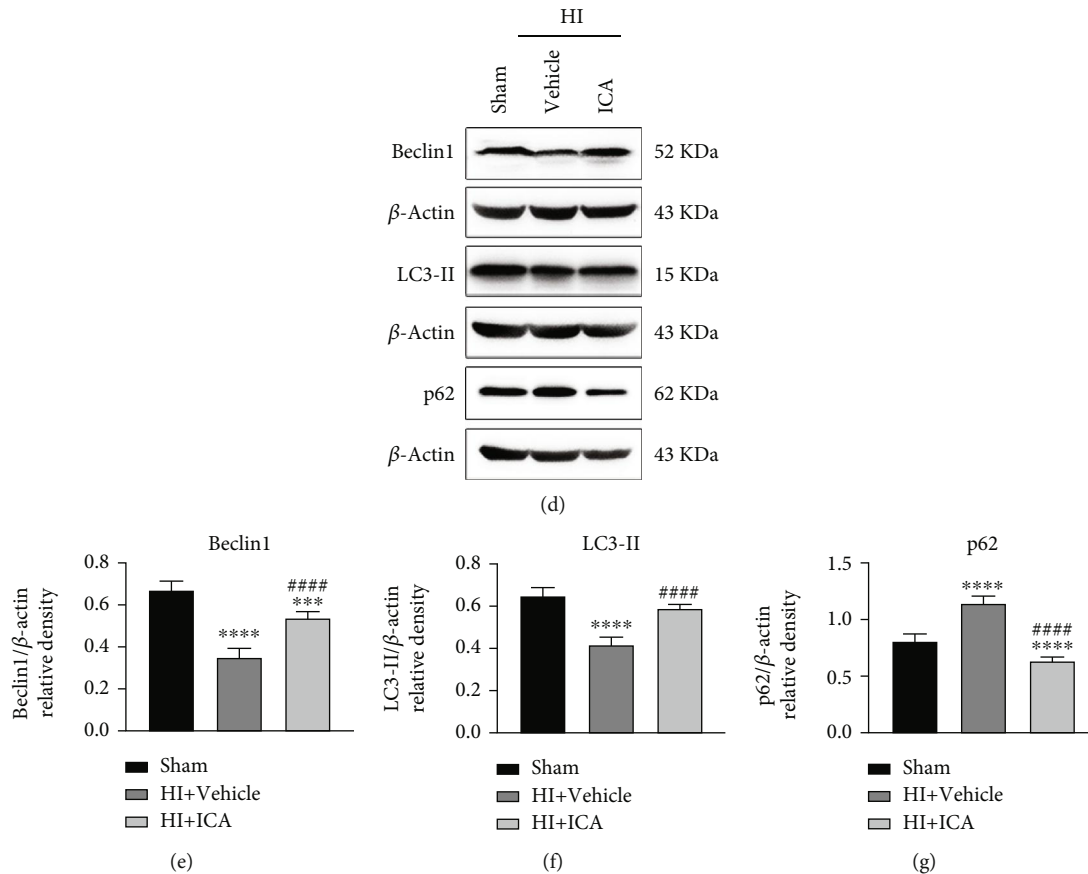 HI
Sham
Vehicle
ICA
Beclin1
52 KDa
β-Actin
43 KDa
LC3-II
15 KDa
β-Actin
43 KDa
p62
62 KDa
β-Actin
43 KDa
(d)
Beclin1
Beclin1/β-actin
relative density
0.8
0.6
0.4
0.2
0.0
****
####
***
Sham
HI+Vehicle
HI+ICA
(e)
LC3-II
LC3-II/β-actin
relative density
0.8
0.6
0.4
0.2
0.0
****
####
Sham
HI+Vehicle
HI+ICA
(f)
p62
p62/β-actin
relative density
1.5
1.0
0.5
0.0
****
####
****
Sham
HI+Vehicle
HI+ICA
(g)